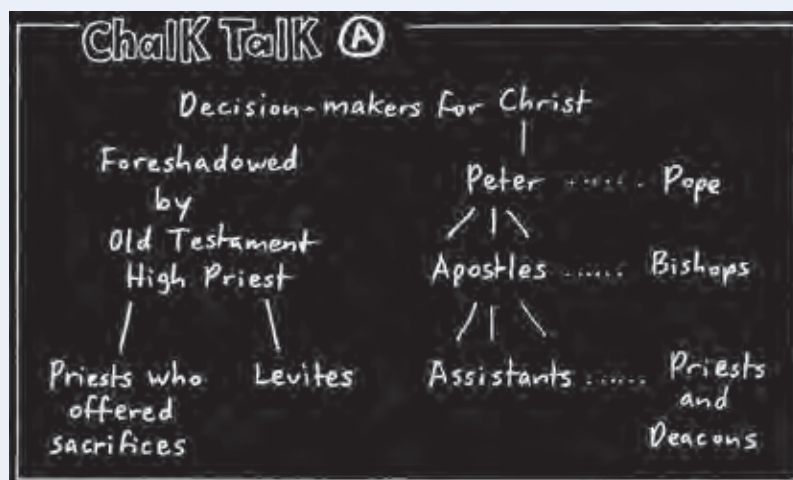 ChalK TalK A
Decision-makers for Christ
Foreshadowed
by
Old Testament
High Priest
Priests who
offered
sacrifices
Levites
Peter ...... Pope
Apostles ...... Bishops
Assistants ...... Priests
and
Deacons